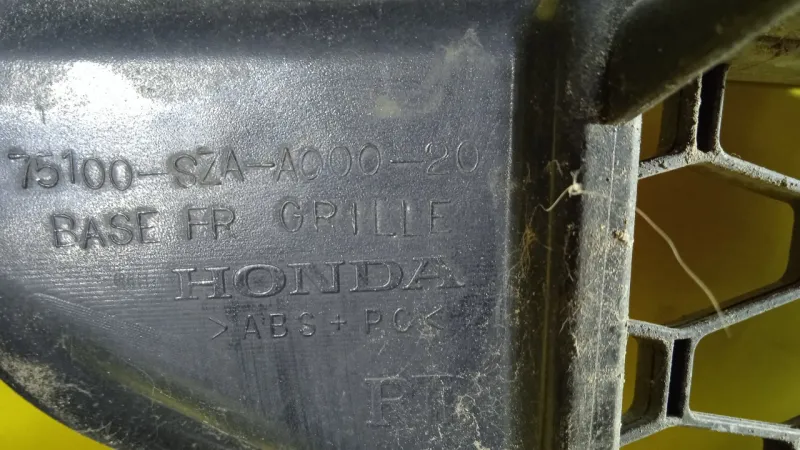 75100-SZA-A000-20
BASE FR GRILLE
HONDA
>ABS+PC<